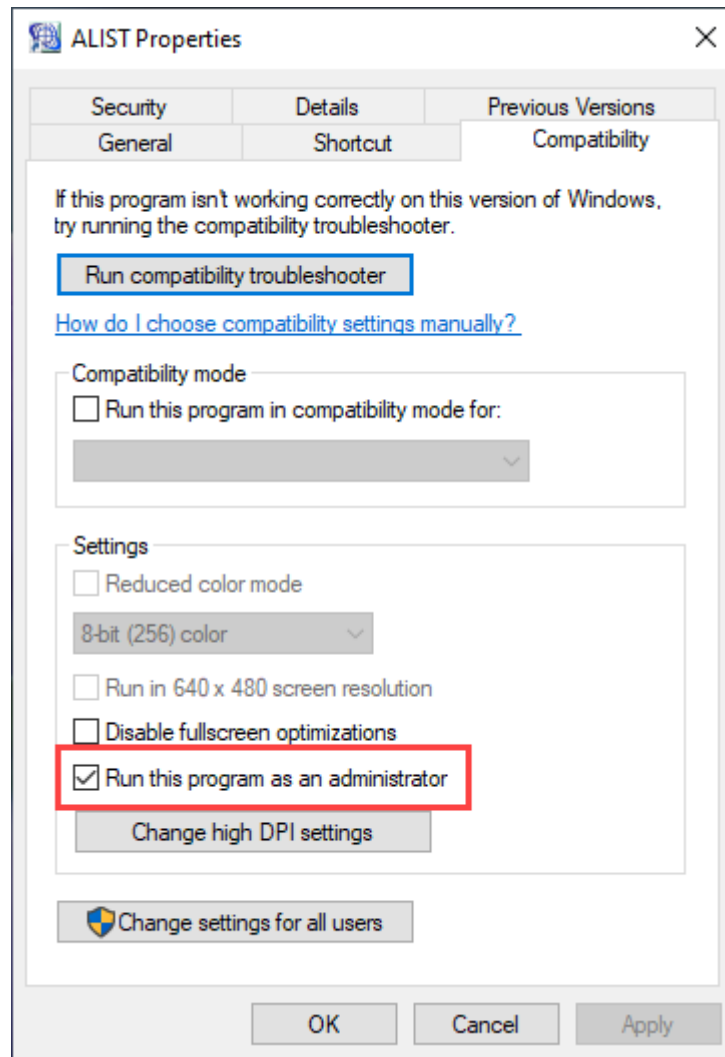 ALIST Properties
Security
Details
Previous Versions
General
Shortcut
Compatibility
If this program isn't working correctly on this version of Windows,
try running the compatibility troubleshooter.
Run compatibility troubleshooter
How do I choose compatibility settings manually?
Compatibility mode
Run this program in compatibility mode for:
Settings
Reduced color mode
8-bit (256) color
Run in 640 x 480 screen resolution
Disable fullscreen optimizations
Run this program as an administrator
Change high DPI settings
Change settings for all users
OK
Cancel
Apply